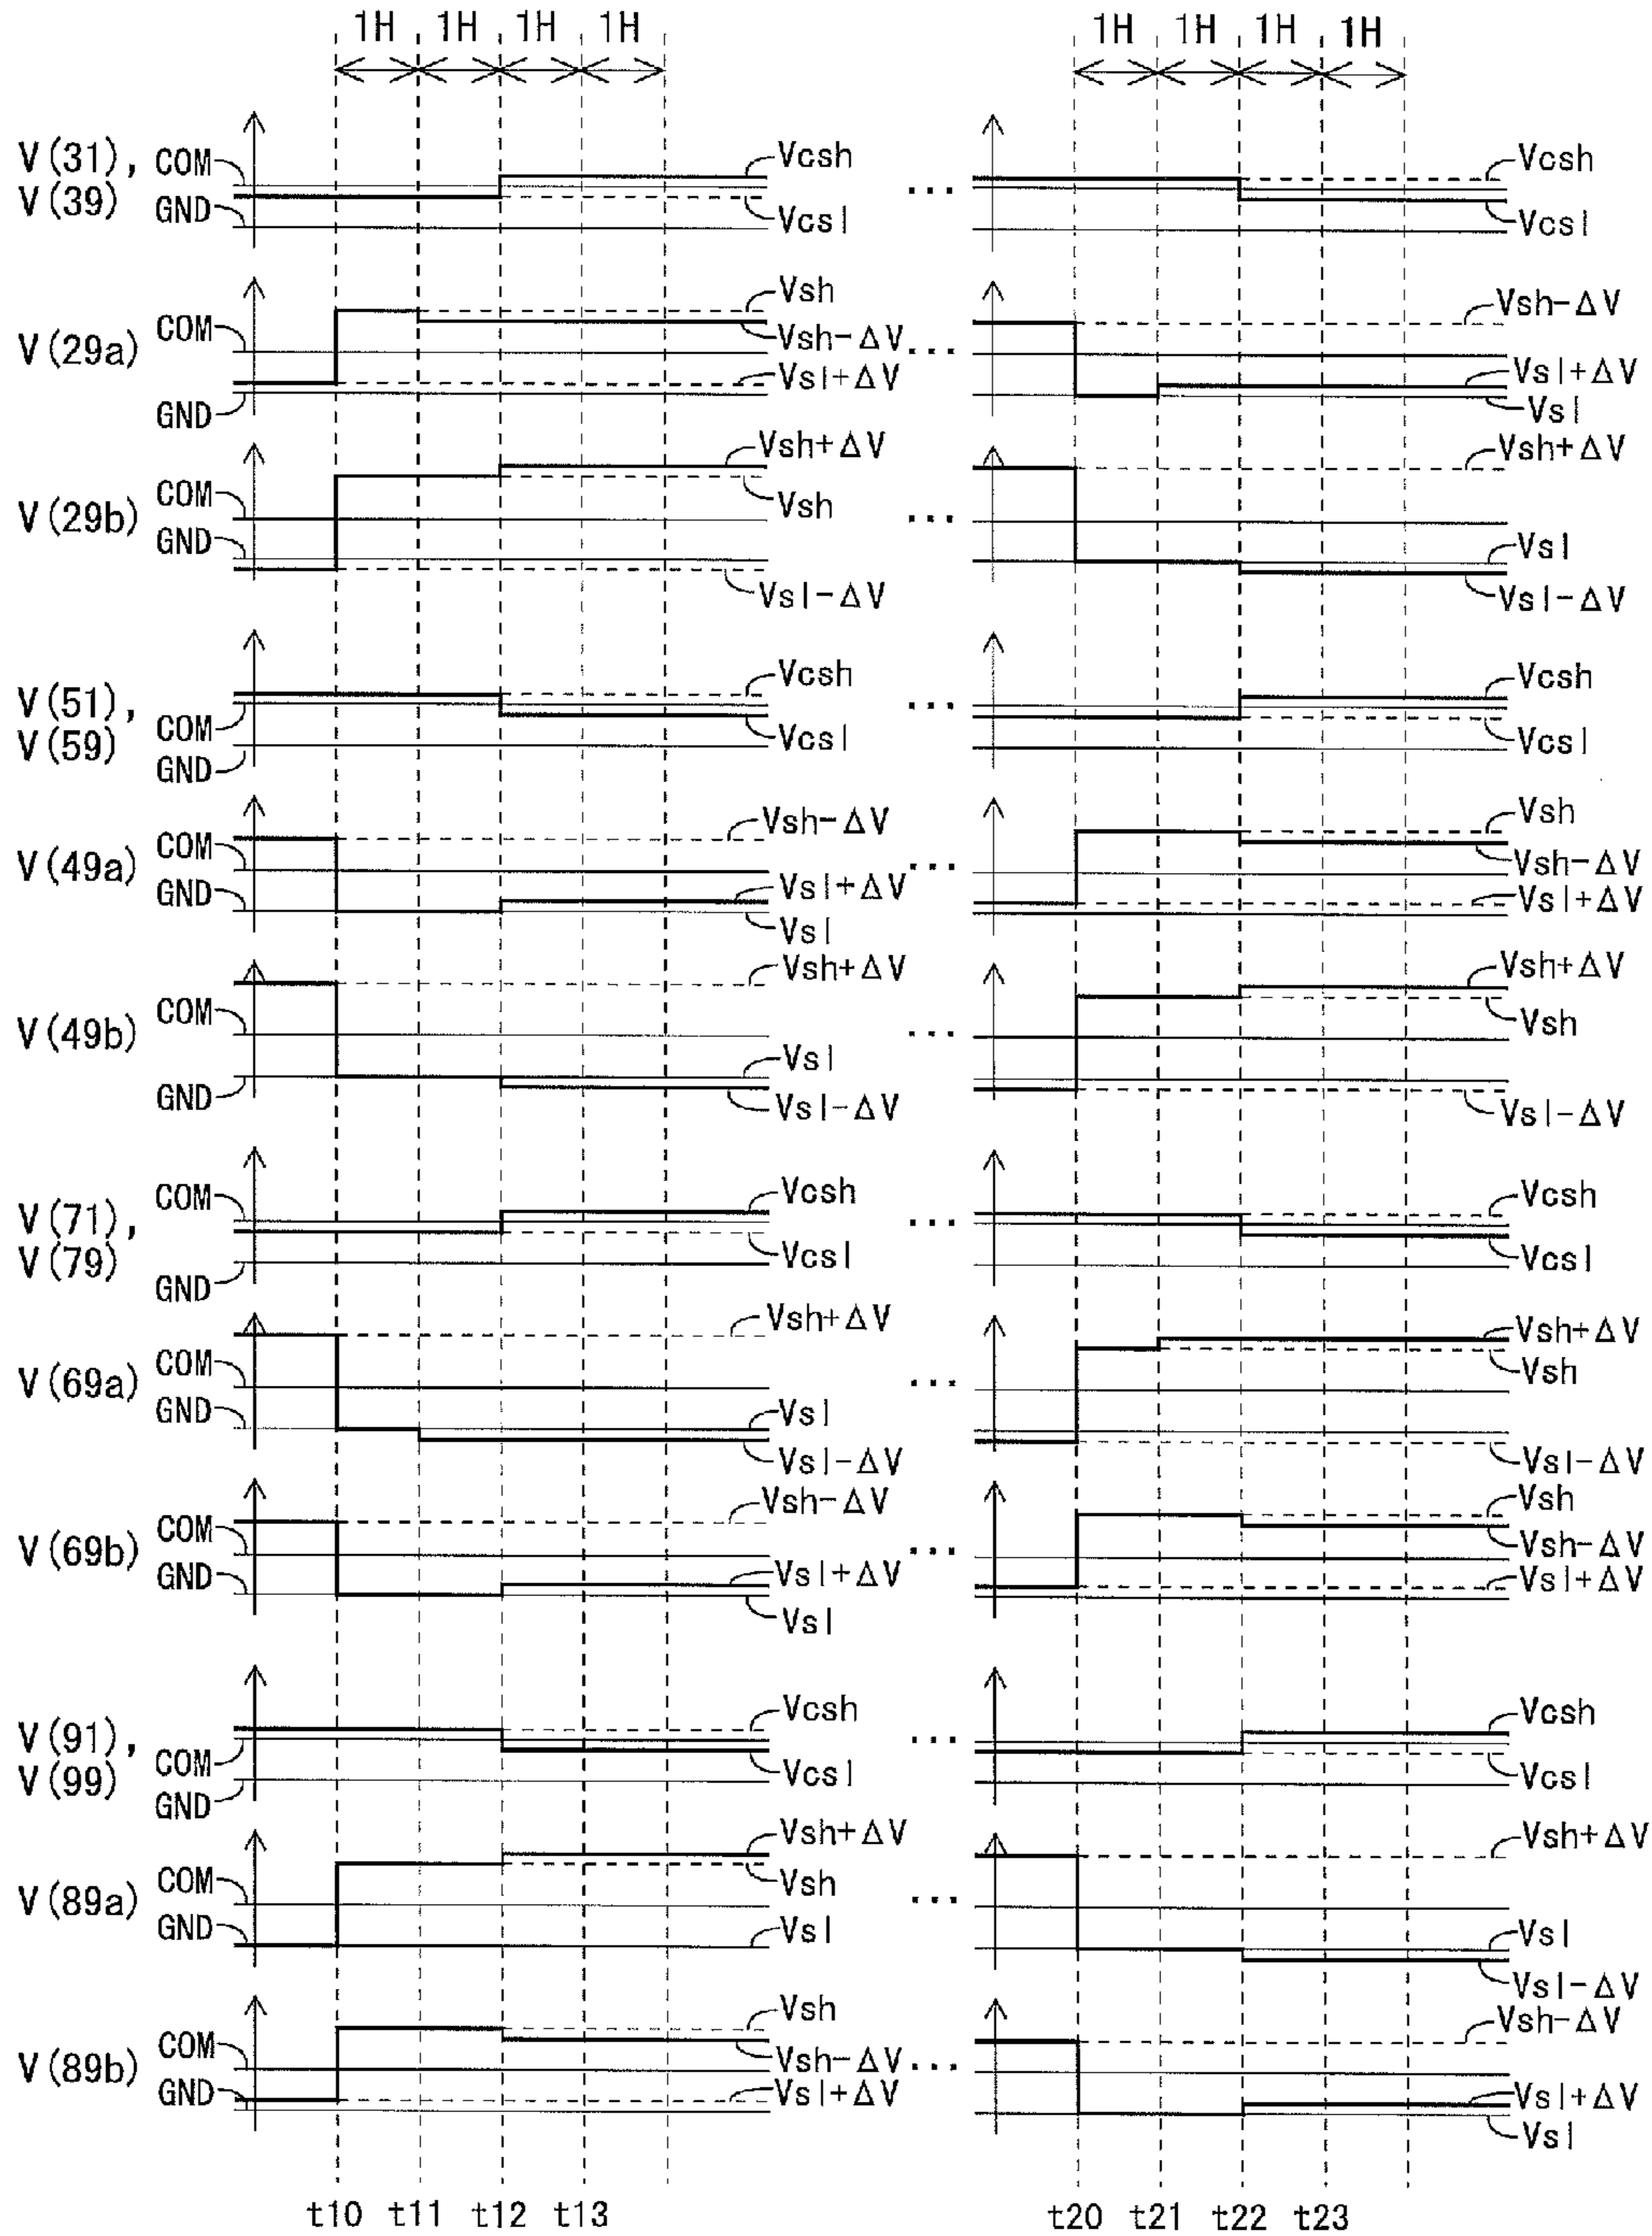 1H 1H 1H 1H 1H 1H 1H 1H
V(31), V(39) COM GND Vcsh Vcsl ... Vcsh Vcsl
V(29a) COM GND Vsh Vsh-ΔV Vsl+ΔV ... Vsh-ΔV Vsl+ΔV Vsl
V(29b) COM GND Vsh+ΔV Vsh Vsl-ΔV ... Vsh+ΔV Vsl Vsl-ΔV
V(51), V(59) COM GND Vcsh Vcsl ... Vcsh Vcsl
V(49a) COM GND Vsh-ΔV Vsl+ΔV Vsl ... Vsh Vsh-ΔV Vsl+ΔV
V(49b) COM GND Vsh+ΔV Vsl Vsl-ΔV ... Vsh+ΔV Vsh Vsl-ΔV
V(71), V(79) COM GND Vcsh Vcsl ... Vcsh Vcsl
V(69a) COM GND Vsh+ΔV Vsl Vsl-ΔV ... Vsh+ΔV Vsh Vsl-ΔV
V(69b) COM GND Vsh-ΔV Vsl+ΔV Vsl ... Vsh Vsh-ΔV Vsl+ΔV
V(91), V(99) COM GND Vcsh Vcsl ... Vcsh Vcsl
V(89a) COM GND Vsh+ΔV Vsh Vsl ... Vsh+ΔV Vsl Vsl-ΔV
V(89b) COM GND Vsh Vsh-ΔV Vsl+ΔV ... Vsh-ΔV Vsl+ΔV Vsl
t10 t11 t12 t13 t20 t21 t22 t23